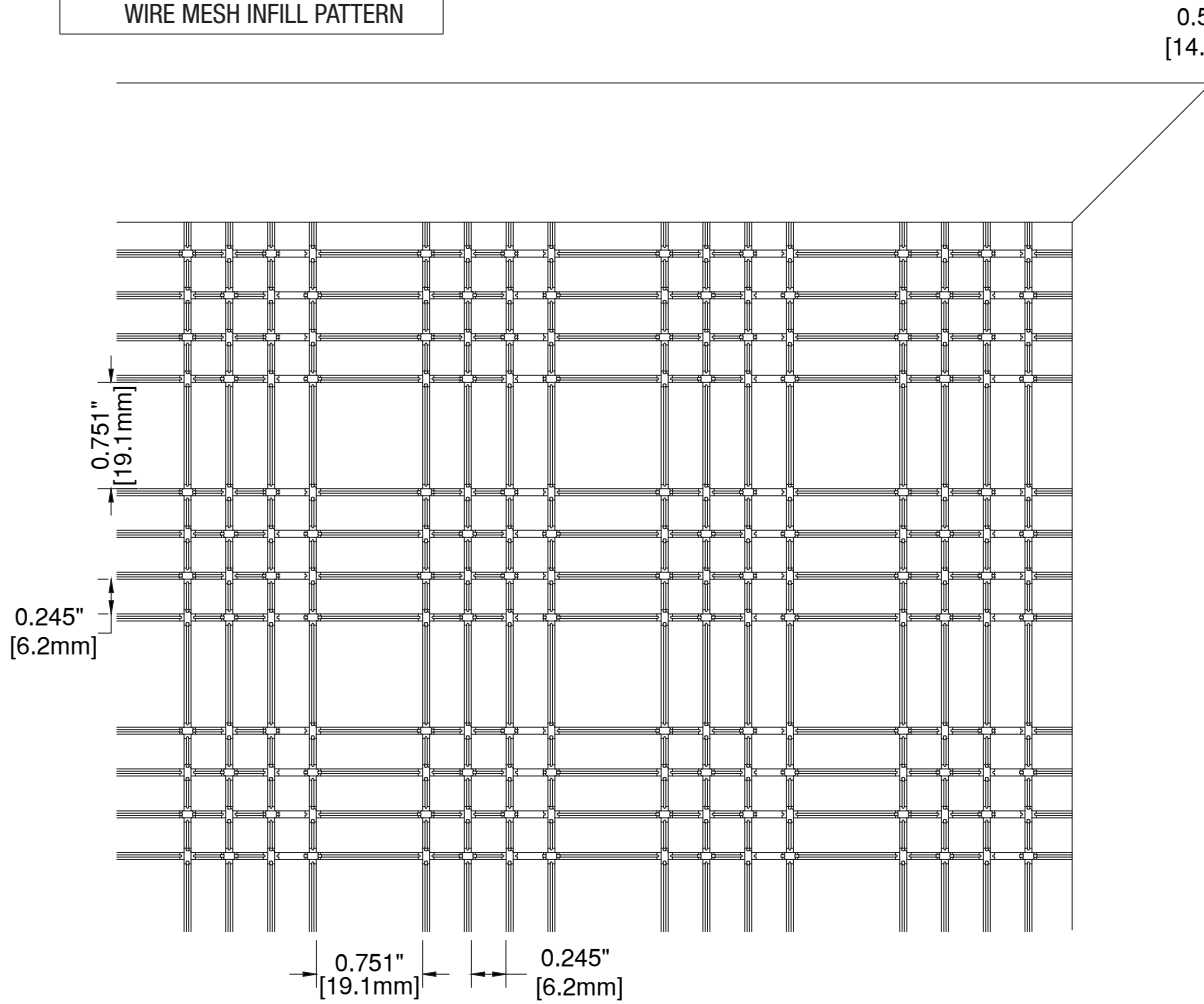 WIRE MESH INFILL PATTERN
0.751"
[19.1mm]
0.245"
[6.2mm]
0.751"
[19.1mm]
0.245"
[6.2mm]